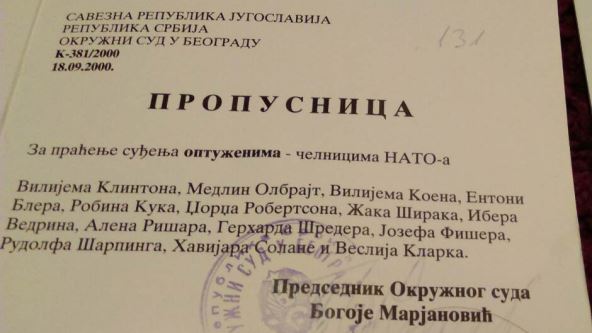 САВЕЗНА РЕПУБЛИКА ЈУГОСЛАВИЈА
РЕПУБЛИКА СРБИЈА
ОКРУЖНИ СУД У БЕОГРАДУ
К-381/2000
18.09.2000.
131
ПРОПУСНИЦА
За праћење суђења оптуженима - челницима НАТО-а
Вилијема Клинтона, Медлин Олбрајт, Вилијема Коена, Ентони
Блера, Робина Кука, Џорџа Робертсона, Жака Ширака, Ибера
Ведрина, Алена Ришара, Герхарда Шредера, Јозефа Фишера,
Рудолфа Шарпинга, Хавијара Солане и Веслија Кларка.
Председник Окружног суда
Богоје Марјановић